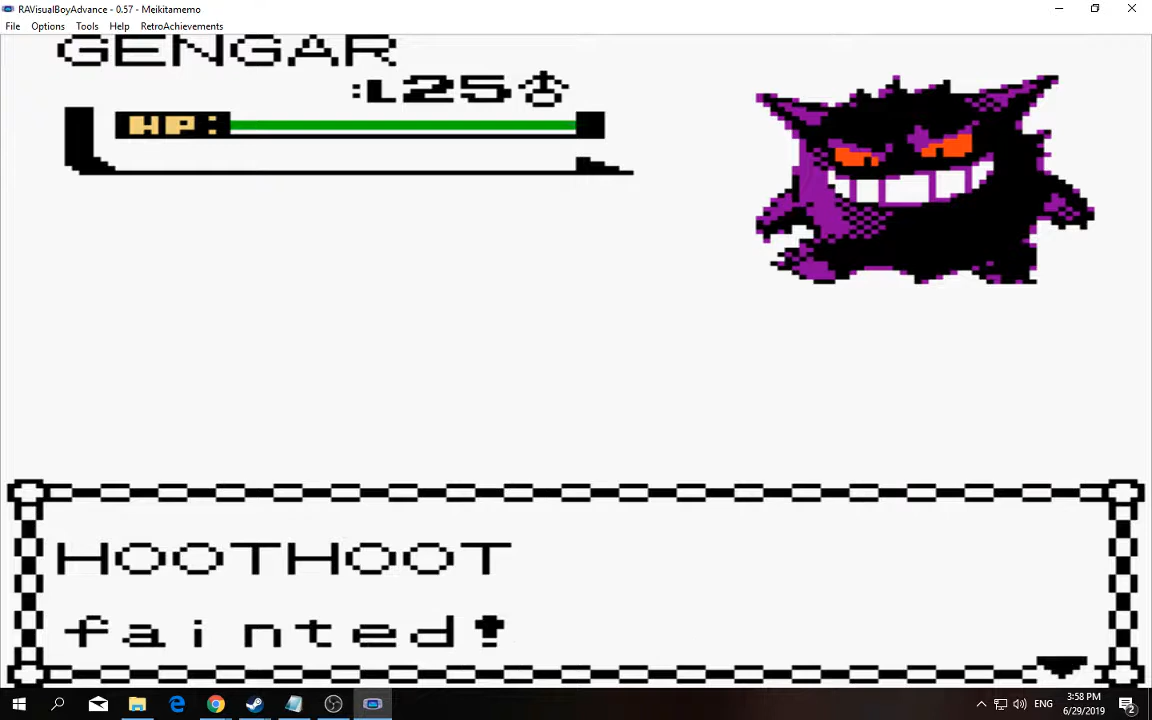 RAVisualBoyAdvance - 0.57 - Meikitamemo
File Options Tools Help RetroAchievements
GENGAR
:L25♂
HP:
HOOTHOOT
fainted!
ENG
3:58 PM
6/29/2019
2